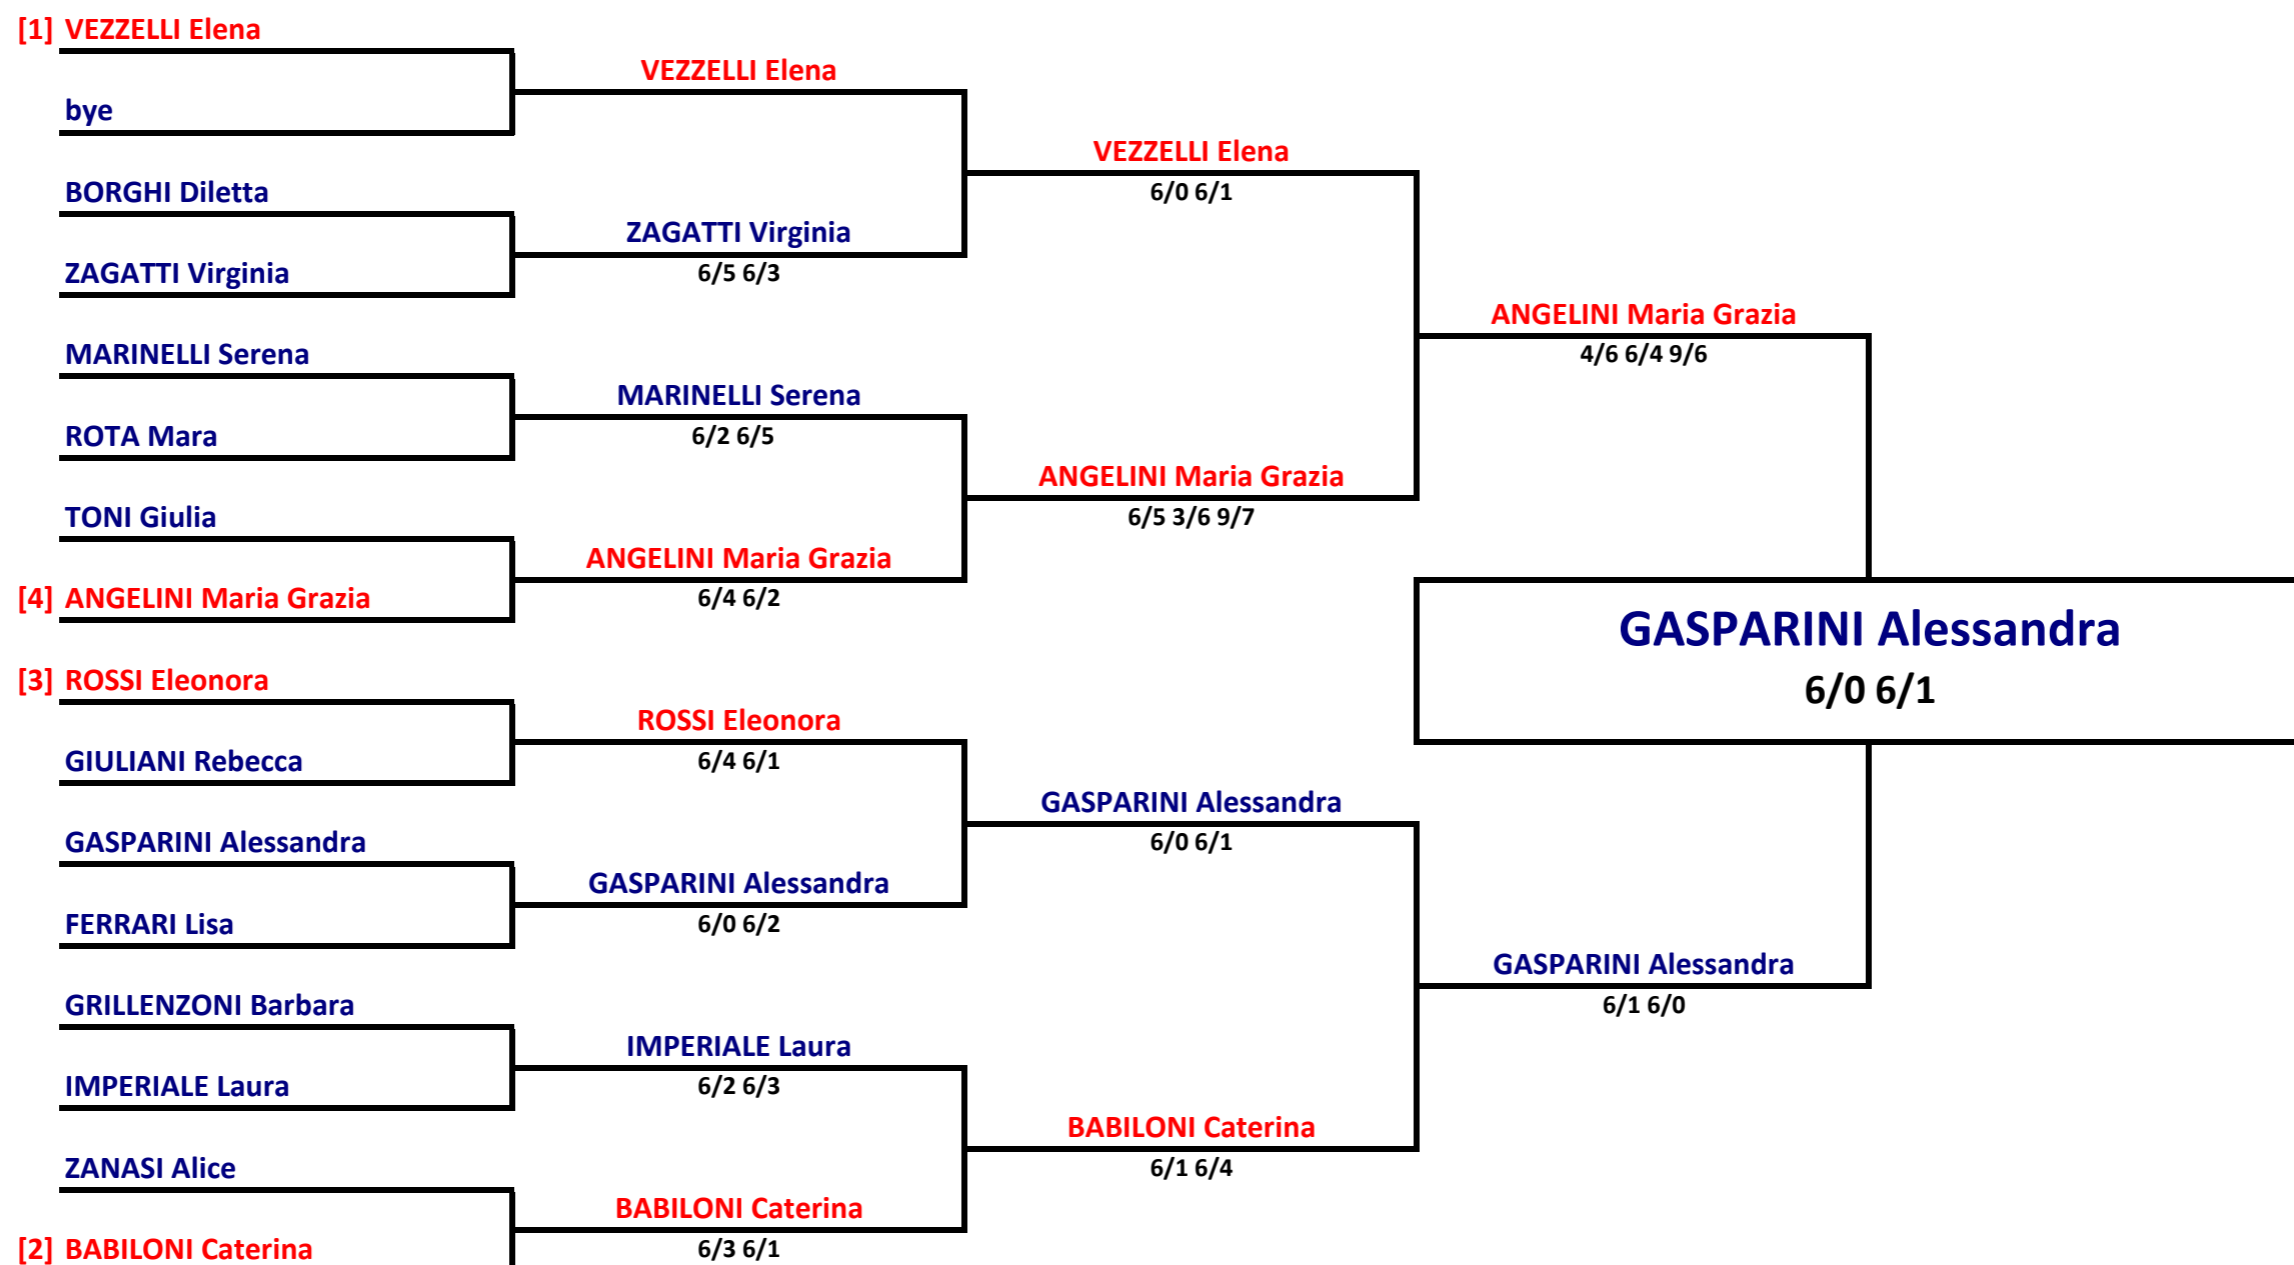 [1] VEZZELLI Elena
VEZZELLI Elena
bye
VEZZELLI Elena
6/0 6/1
BORGHI Diletta
ZAGATTI Virginia
6/5 6/3
ZAGATTI Virginia
ANGELINI Maria Grazia
4/6 6/4 9/6
MARINELLI Serena
MARINELLI Serena
6/2 6/5
ROTA Mara
ANGELINI Maria Grazia
6/5 3/6 9/7
TONI Giulia
ANGELINI Maria Grazia
6/4 6/2
[4] ANGELINI Maria Grazia
GASPARINI Alessandra
6/0 6/1
[3] ROSSI Eleonora
ROSSI Eleonora
6/4 6/1
GIULIANI Rebecca
GASPARINI Alessandra
6/0 6/1
GASPARINI Alessandra
GASPARINI Alessandra
6/0 6/2
FERRARI Lisa
GASPARINI Alessandra
6/1 6/0
GRILLENZONI Barbara
IMPERIALE Laura
6/2 6/3
IMPERIALE Laura
BABILONI Caterina
6/1 6/4
ZANASI Alice
BABILONI Caterina
6/3 6/1
[2] BABILONI Caterina